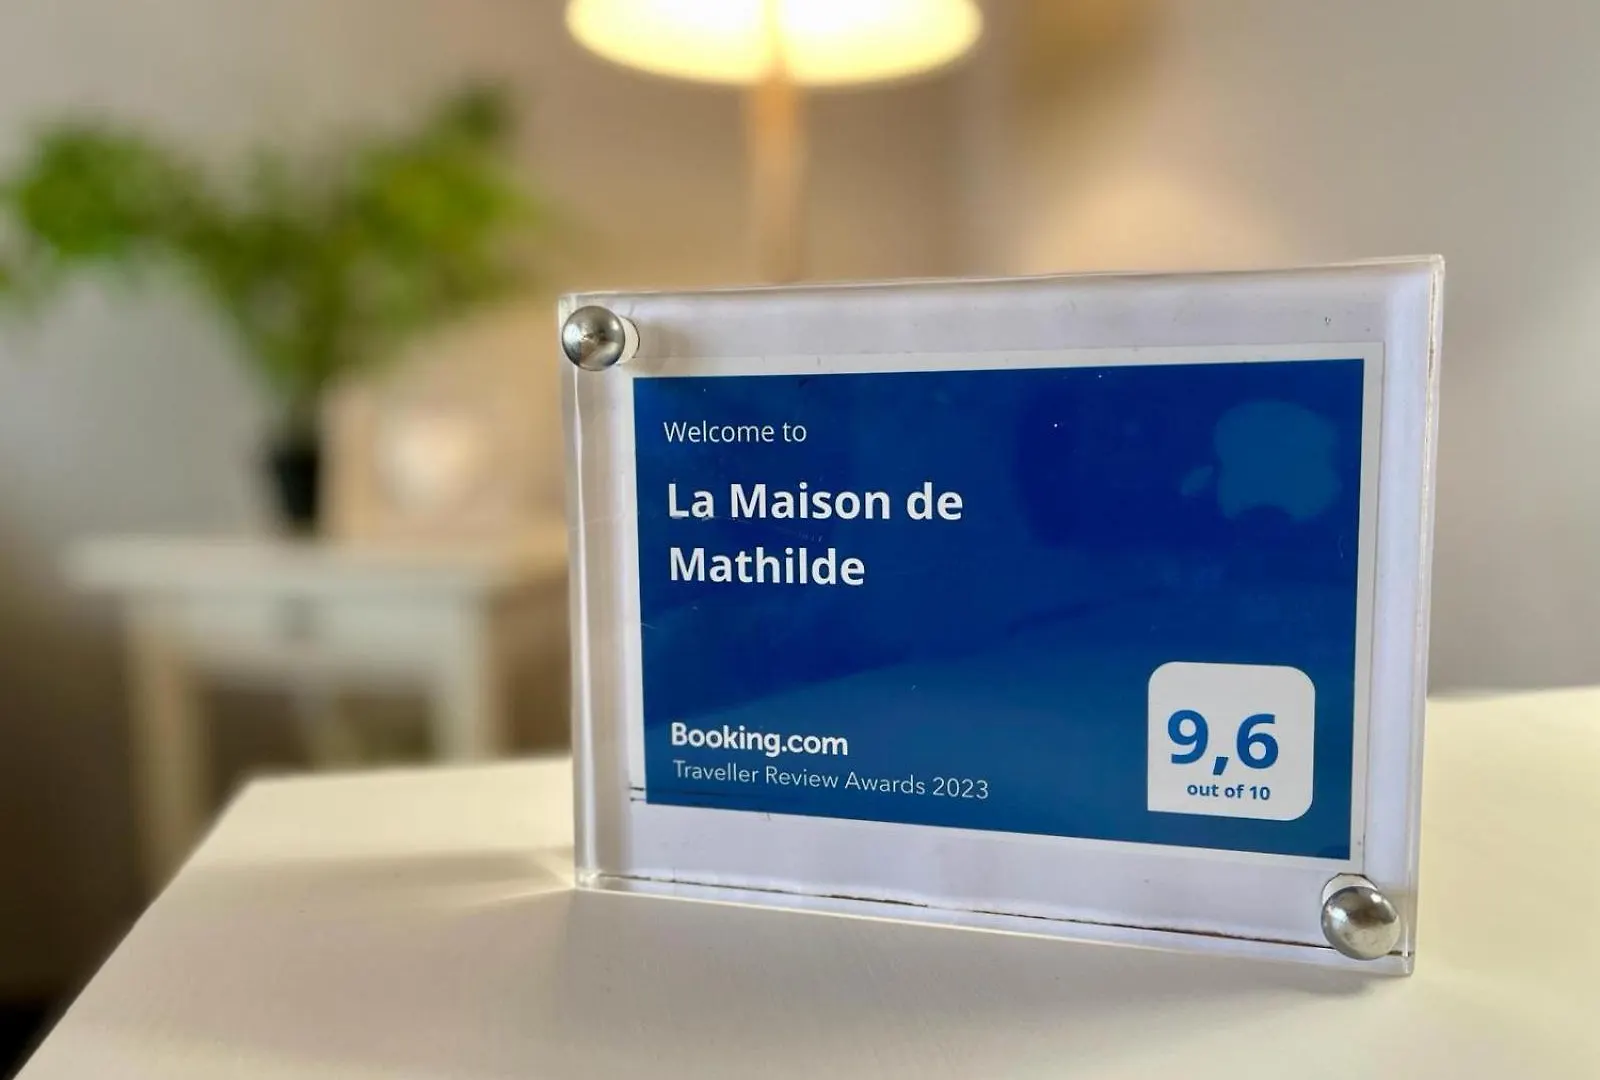 Welcome to
La Maison de
Mathilde
Booking.com
Traveller Review Awards 2023
9,6
out of 10